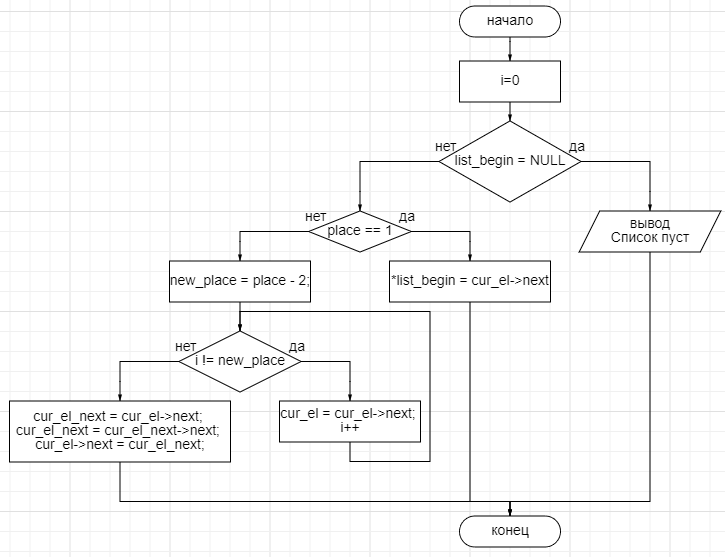 начало
i=0
нет
да
list_begin = NULL
нет
да
place == 1
вывод
Список пуст
new_place = place - 2;
*list_begin = cur_el->next
нет
да
i != new_place
cur_el_next = cur_el->next;
cur_el_next = cur_el_next->next;
cur_el->next = cur_el_next;
cur_el = cur_el->next;
i++
конец